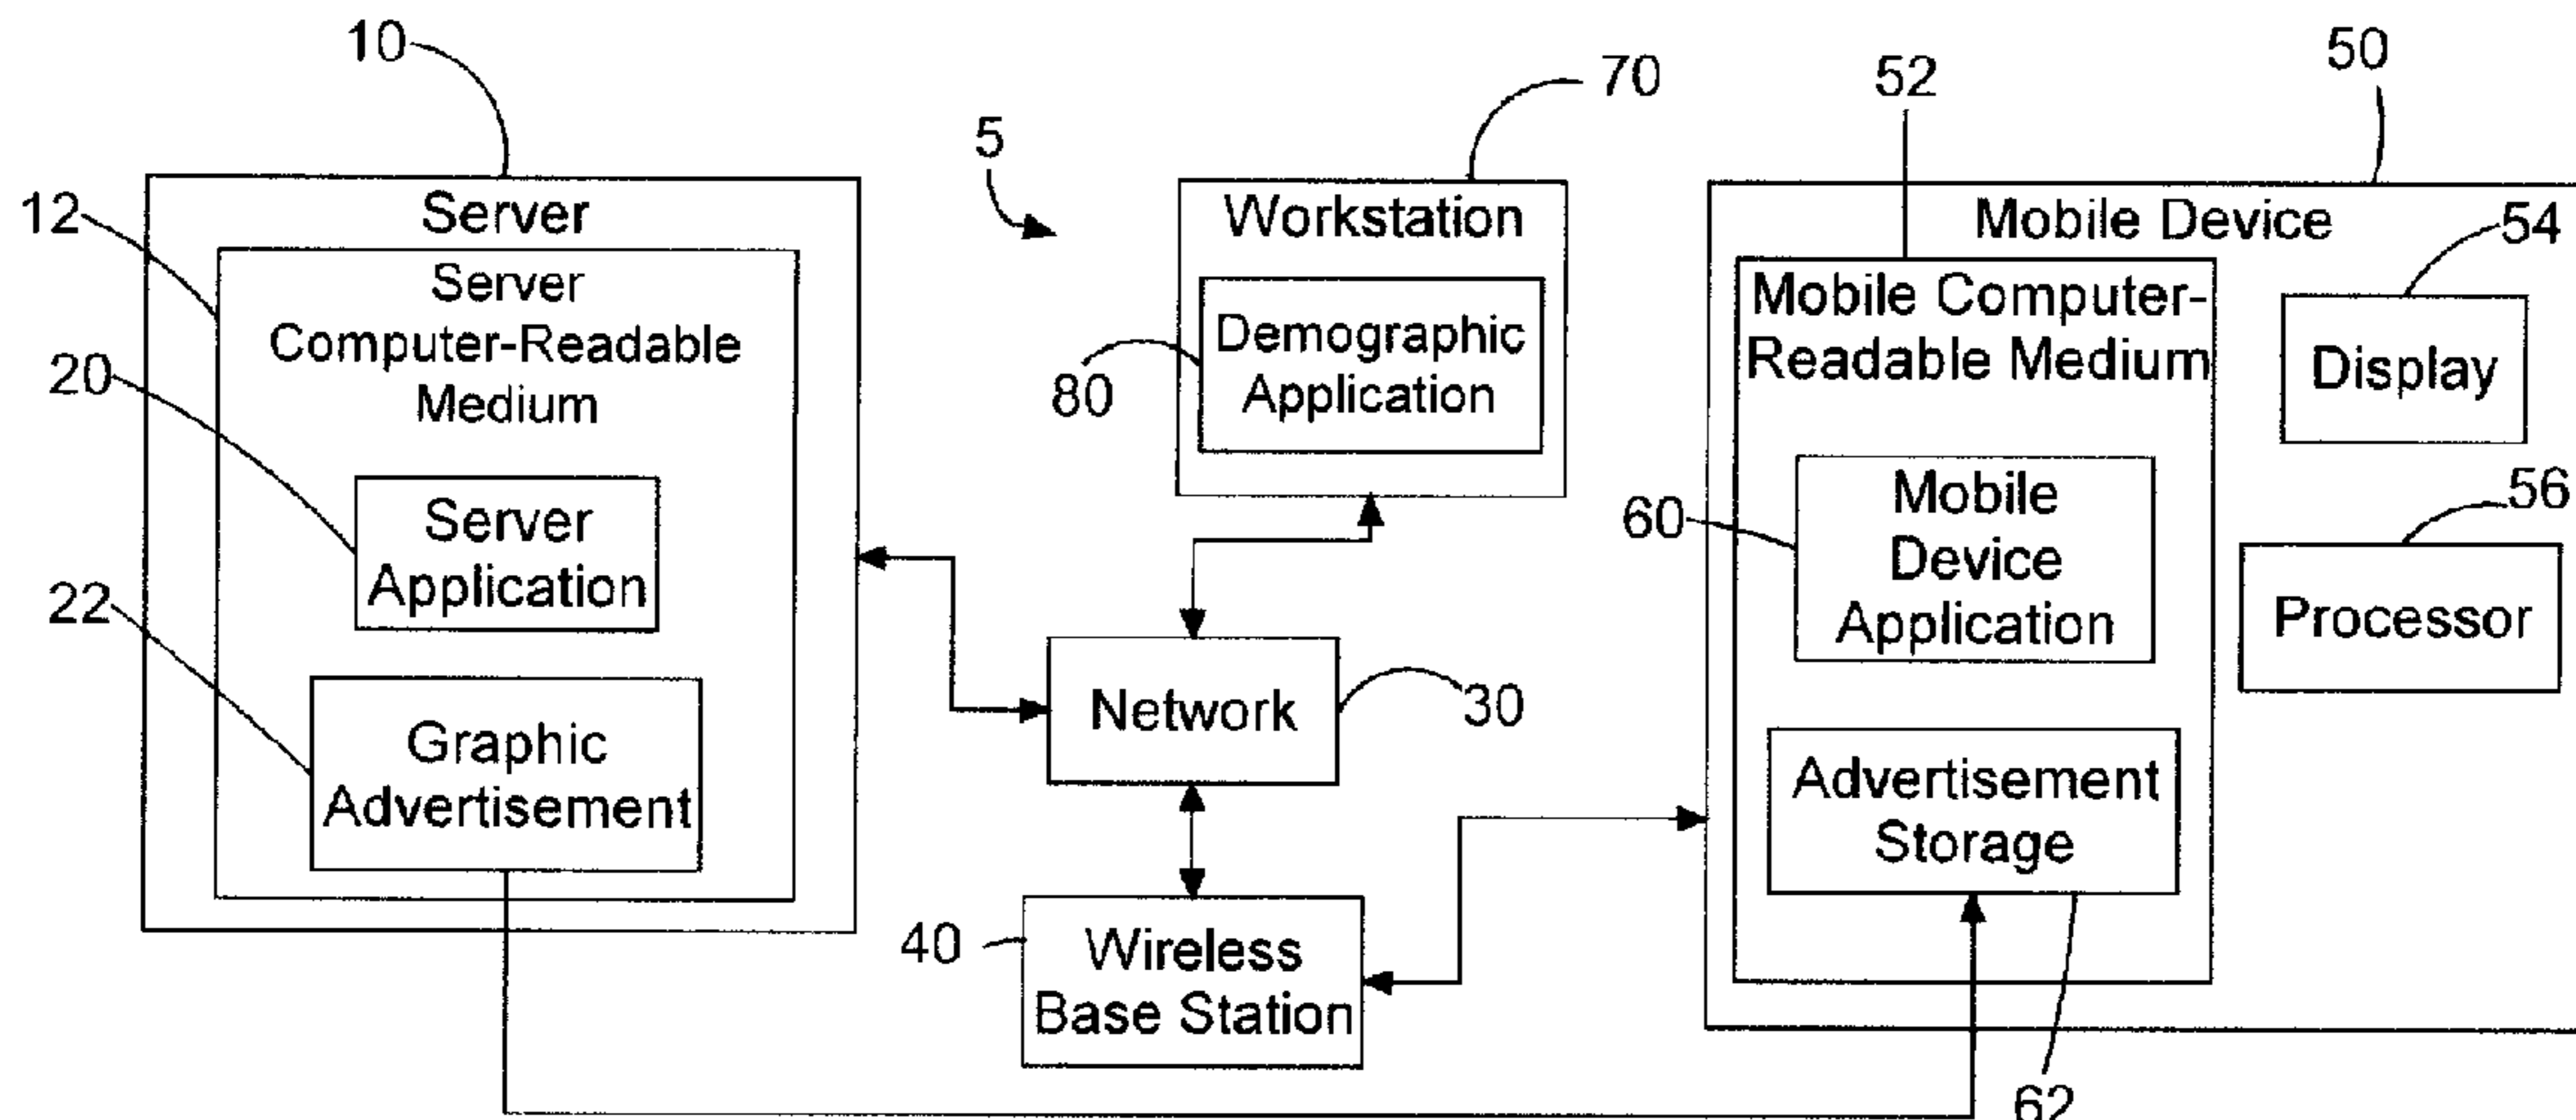 10
12
Server
Server
Computer-Readable
Medium
20
Server
Application
22
Graphic
Advertisement
5
70
Workstation
Demographic
Application
80
Network
30
40
Wireless
Base Station
52
50
Mobile Device
Mobile Computer-
Readable Medium
54
Display
60
Mobile
Device
Application
56
Processor
Advertisement
Storage
62